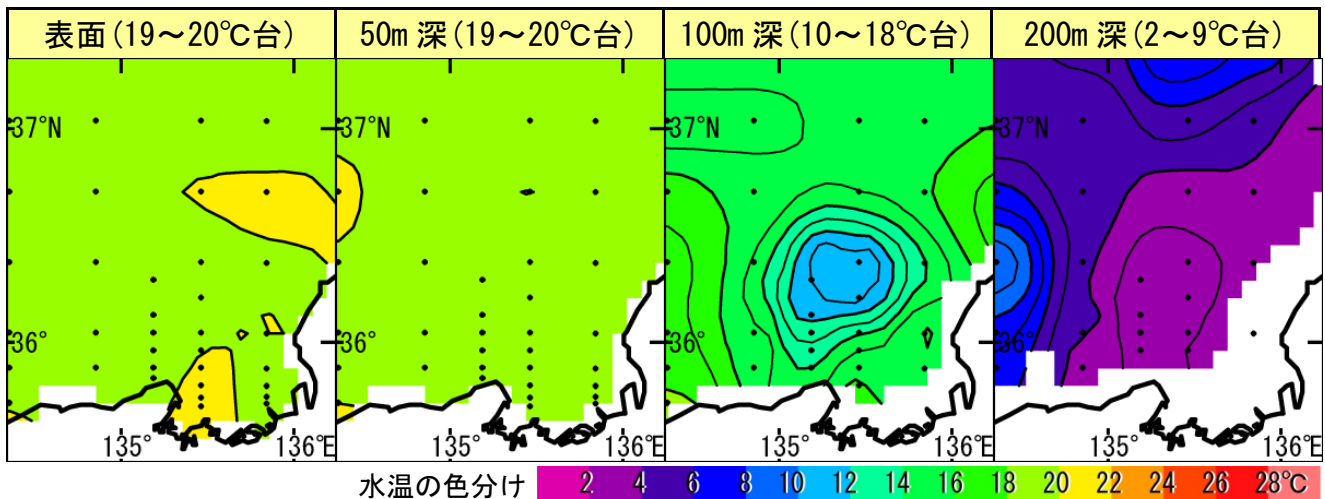 表面(19～20℃台) 50m 深(19～20℃台) 100m 深(10～18℃台) 200m 深(2～9℃台)
37°N 37°N 37°N 37°N
36° 36° 36° 36°
135° 136°E 135° 136°E 135° 136°E 135° 136°E
水温の色分け 2 4 6 8 10 12 14 16 18 20 22 24 26 28℃